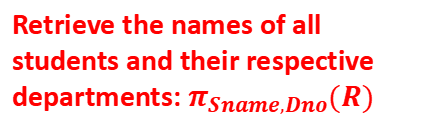 Retrieve the names of all
students and their respective
departments: π_{Sname,Dno}(R)